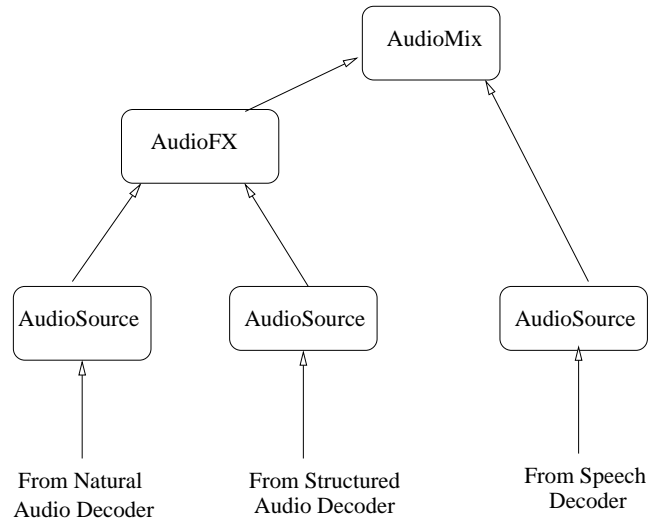 AudioMix
AudioFX
AudioSource
AudioSource
AudioSource
From Natural
Audio Decoder
From Structured
Audio Decoder
From Speech
Decoder